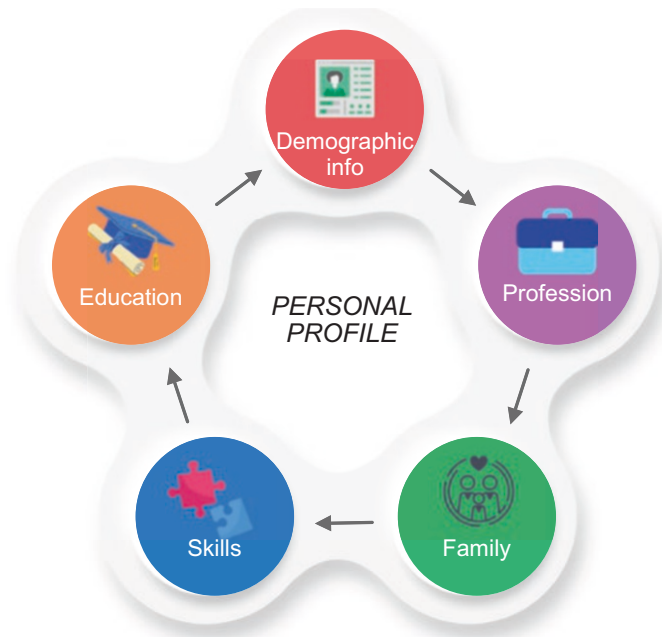 Demographic
info
Profession
Family
Skills
Education
PERSONAL
PROFILE